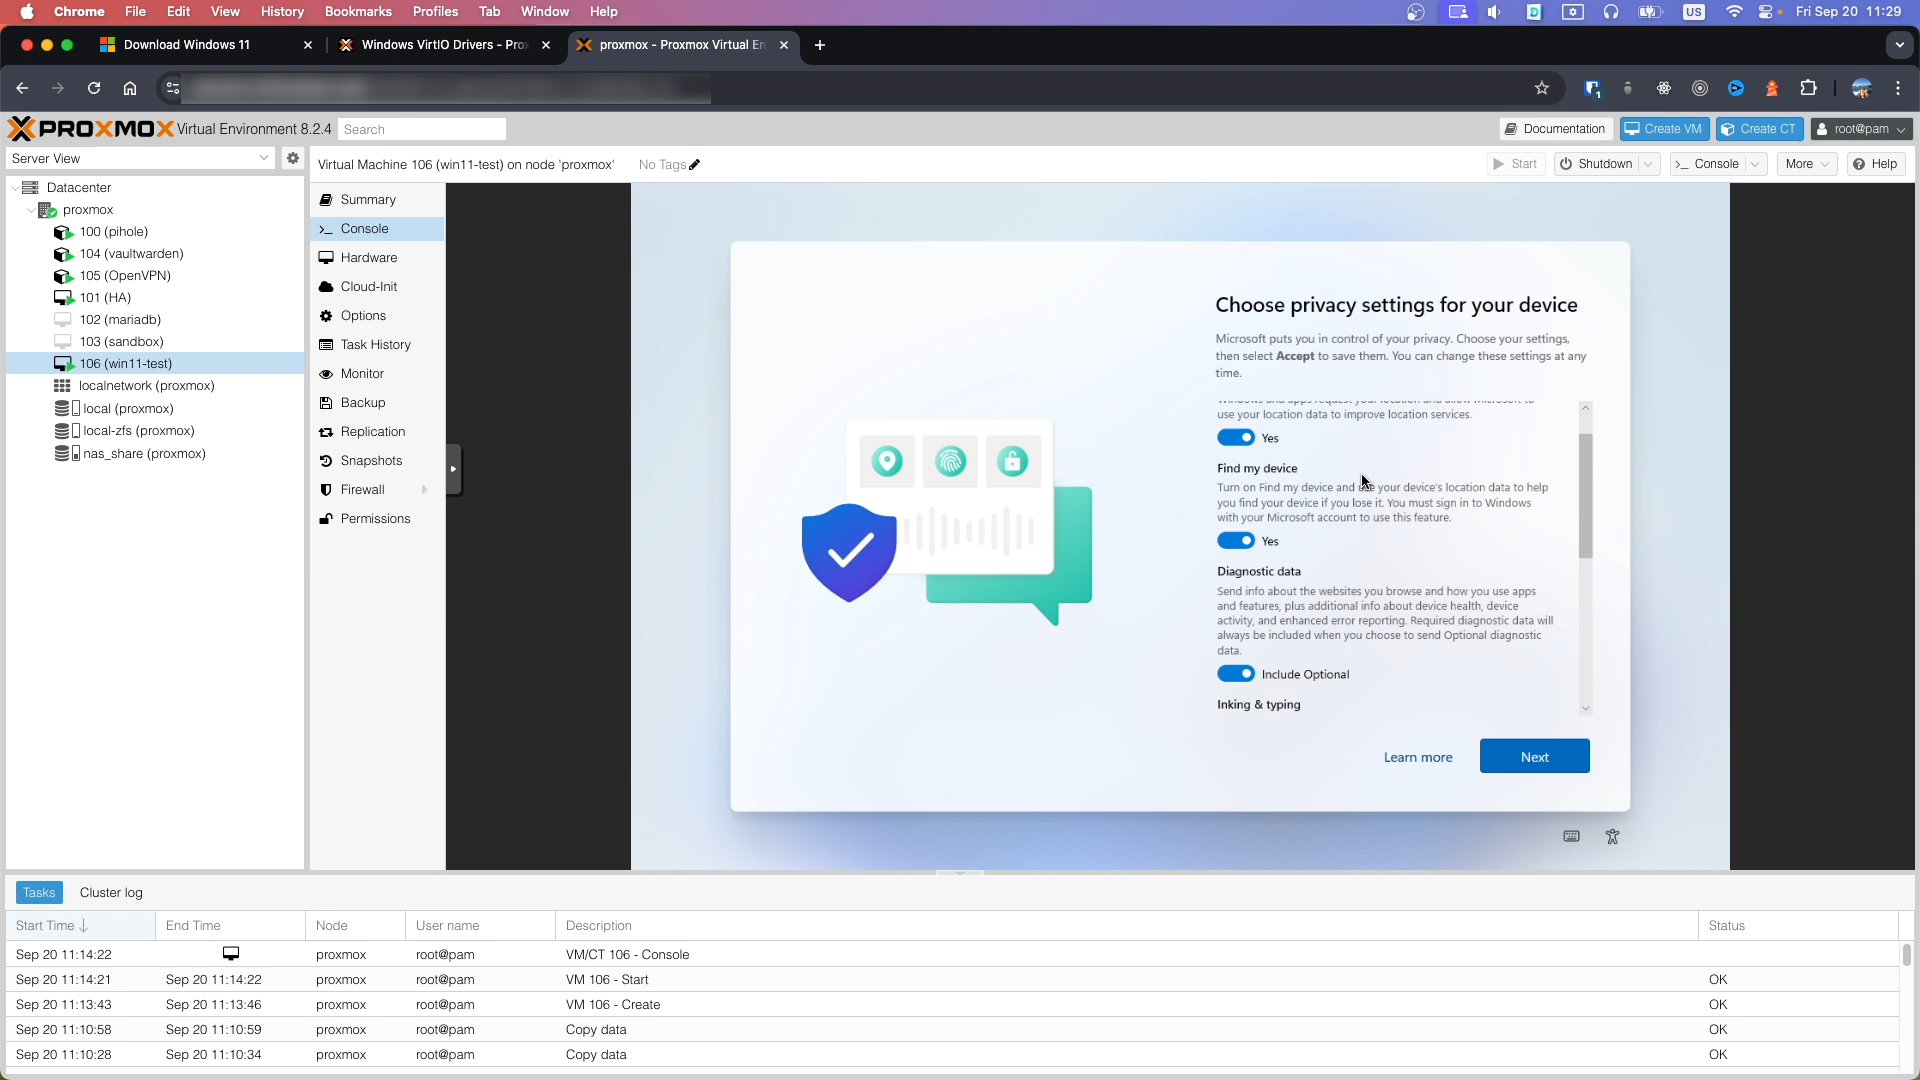 Chrome File Edit View History Bookmarks Profiles Tab Window Help
US Fri Sep 20 11:29
Download Windows 11
Windows VirtIO Drivers - Pro
proxmox - Proxmox Virtual En
1
PROXMOX Virtual Environment 8.2.4 Search
Documentation Create VM Create CT root@pam
Server View
Virtual Machine 106 (win11-test) on node 'proxmox' No Tags
Start Shutdown Console More Help
Datacenter
proxmox
100 (pihole)
104 (vaultwarden)
105 (OpenVPN)
101 (HA)
102 (mariadb)
103 (sandbox)
106 (win11-test)
localnetwork (proxmox)
local (proxmox)
local-zfs (proxmox)
nas_share (proxmox)
Summary
Console
Hardware
Cloud-Init
Options
Task History
Monitor
Backup
Replication
Snapshots
Firewall
Permissions
Choose privacy settings for your device
Microsoft puts you in control of your privacy. Choose your settings,
then select Accept to save them. You can change these settings at any
time.
use your location data to improve location services.
Yes
Find my device
Turn on Find my device and use your device's location data to help
you find your device if you lose it. You must sign in to Windows
with your Microsoft account to use this feature.
Yes
Diagnostic data
Send info about the websites you browse and how you use apps
and features, plus additional info about device health, device
activity, and enhanced error reporting. Required diagnostic data will
always be included when you choose to send Optional diagnostic
data.
Include Optional
Inking & typing
Learn more Next
Tasks Cluster log
Start Time End Time Node User name Description Status
Sep 20 11:14:22 proxmox root@pam VM/CT 106 - Console
Sep 20 11:14:21 Sep 20 11:14:22 proxmox root@pam VM 106 - Start OK
Sep 20 11:13:43 Sep 20 11:13:46 proxmox root@pam VM 106 - Create OK
Sep 20 11:10:58 Sep 20 11:10:59 proxmox root@pam Copy data OK
Sep 20 11:10:28 Sep 20 11:10:34 proxmox root@pam Copy data OK